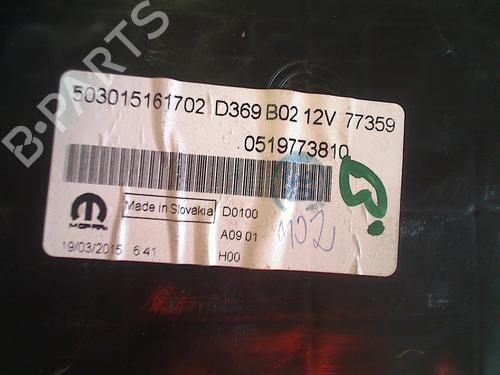 B-PARTS
503015161702 D369 B02 12V 77359
0519773810
Made in Slovakia D0100
MOPAR A09 01
19/03/2015 6:41 H00